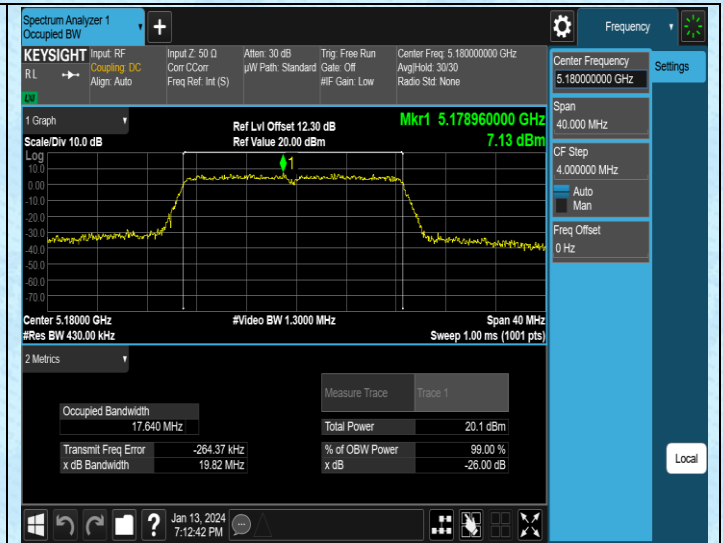 Spectrum Analyzer 1
Occupied BW
Frequency
KEYSIGHT
RL
Input: RF
Coupling: DC
Align: Auto
Input Z: 50 Ω
Corr CCorr
Freq Ref: Int (S)
Atten: 30 dB
µW Path: Standard
Trig: Free Run
Gate: Off
#IF Gain: Low
Center Freq: 5.180000000 GHz
Avg|Hold: 30/30
Radio Std: None
LXI
1 Graph
Scale/Div 10.0 dB
Ref Lvl Offset 12.30 dB
Ref Value 20.00 dBm
Mkr1 5.178960000 GHz
7.13 dBm
Log
10.0
0.00
-10.0
-20.0
-30.0
-40.0
-50.0
-60.0
-70.0
1
Center 5.18000 GHz
#Res BW 430.00 kHz
#Video BW 1.3000 MHz
Span 40 MHz
Sweep 1.00 ms (1001 pts)
2 Metrics
Measure Trace
Trace 1
Occupied Bandwidth
17.640 MHz
Total Power
20.1 dBm
Transmit Freq Error
-264.37 kHz
% of OBW Power
99.00 %
x dB Bandwidth
19.82 MHz
x dB
-26.00 dB
Center Frequency
5.180000000 GHz
Settings
Span
40.000 MHz
CF Step
4.000000 MHz
Auto
Man
Freq Offset
0 Hz
Local
Jan 13, 2024
7:12:42 PM